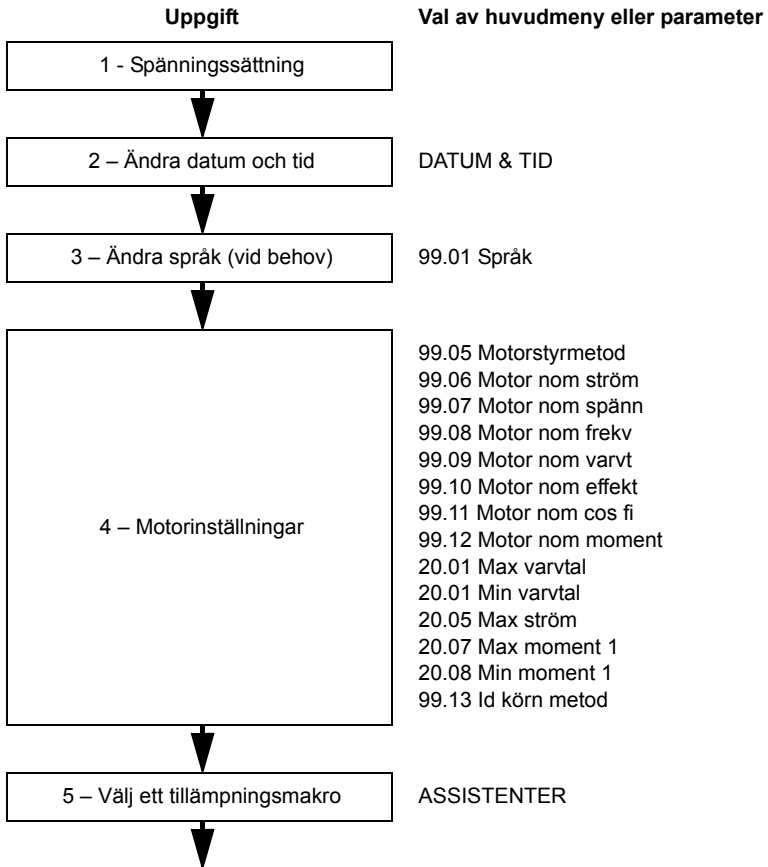 Uppgift Val av huvudmeny eller parameter
1 - Spänningssättning
2 – Ändra datum och tid DATUM & TID
3 – Ändra språk (vid behov) 99.01 Språk
4 – Motorinställningar
99.05 Motorstyrmetod
99.06 Motor nom ström
99.07 Motor nom spänn
99.08 Motor nom frekv
99.09 Motor nom varvt
99.10 Motor nom effekt
99.11 Motor nom cos fi
99.12 Motor nom moment
20.01 Max varvtal
20.01 Min varvtal
20.05 Max ström
20.07 Max moment 1
20.08 Min moment 1
99.13 Id körn metod
5 – Välj ett tillämpningsmakro ASSISTENTER